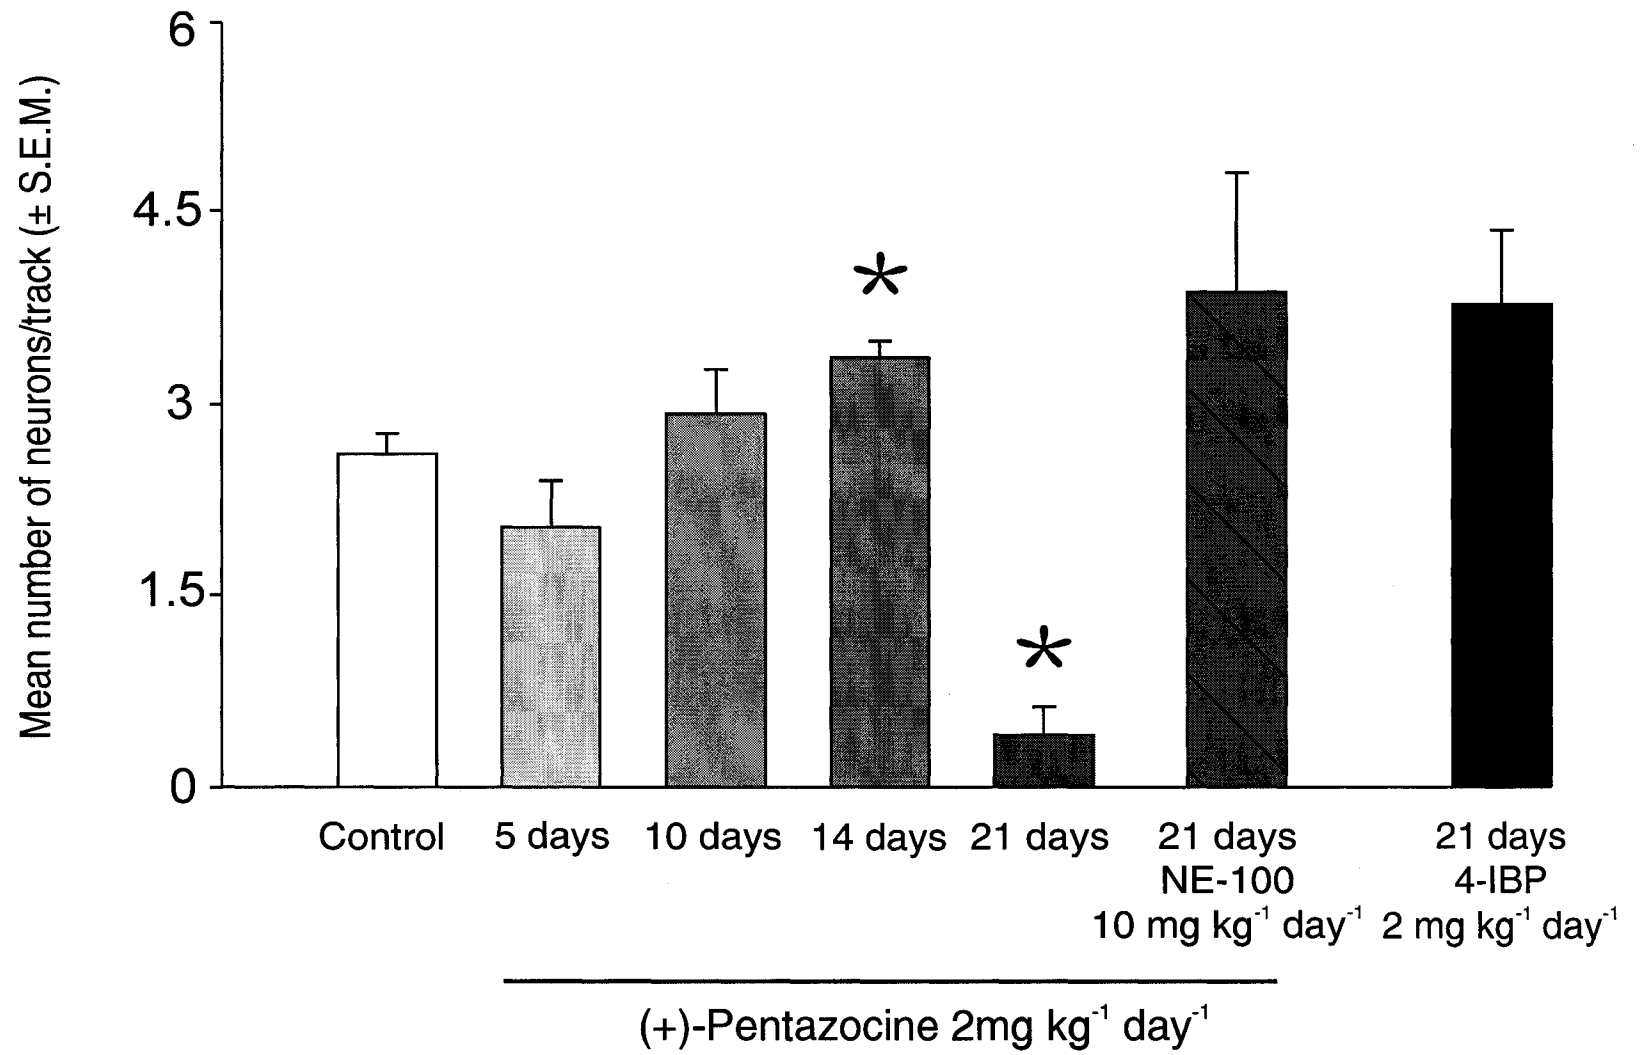 Mean number of neurons/track (± S.E.M.)
6
4.5
3
1.5
0
*
*
Control 5 days 10 days 14 days 21 days 21 days 21 days
NE-100 4-IBP
10 mg kg⁻¹ day⁻¹ 2 mg kg⁻¹ day⁻¹
(+)-Pentazocine 2mg kg⁻¹ day⁻¹